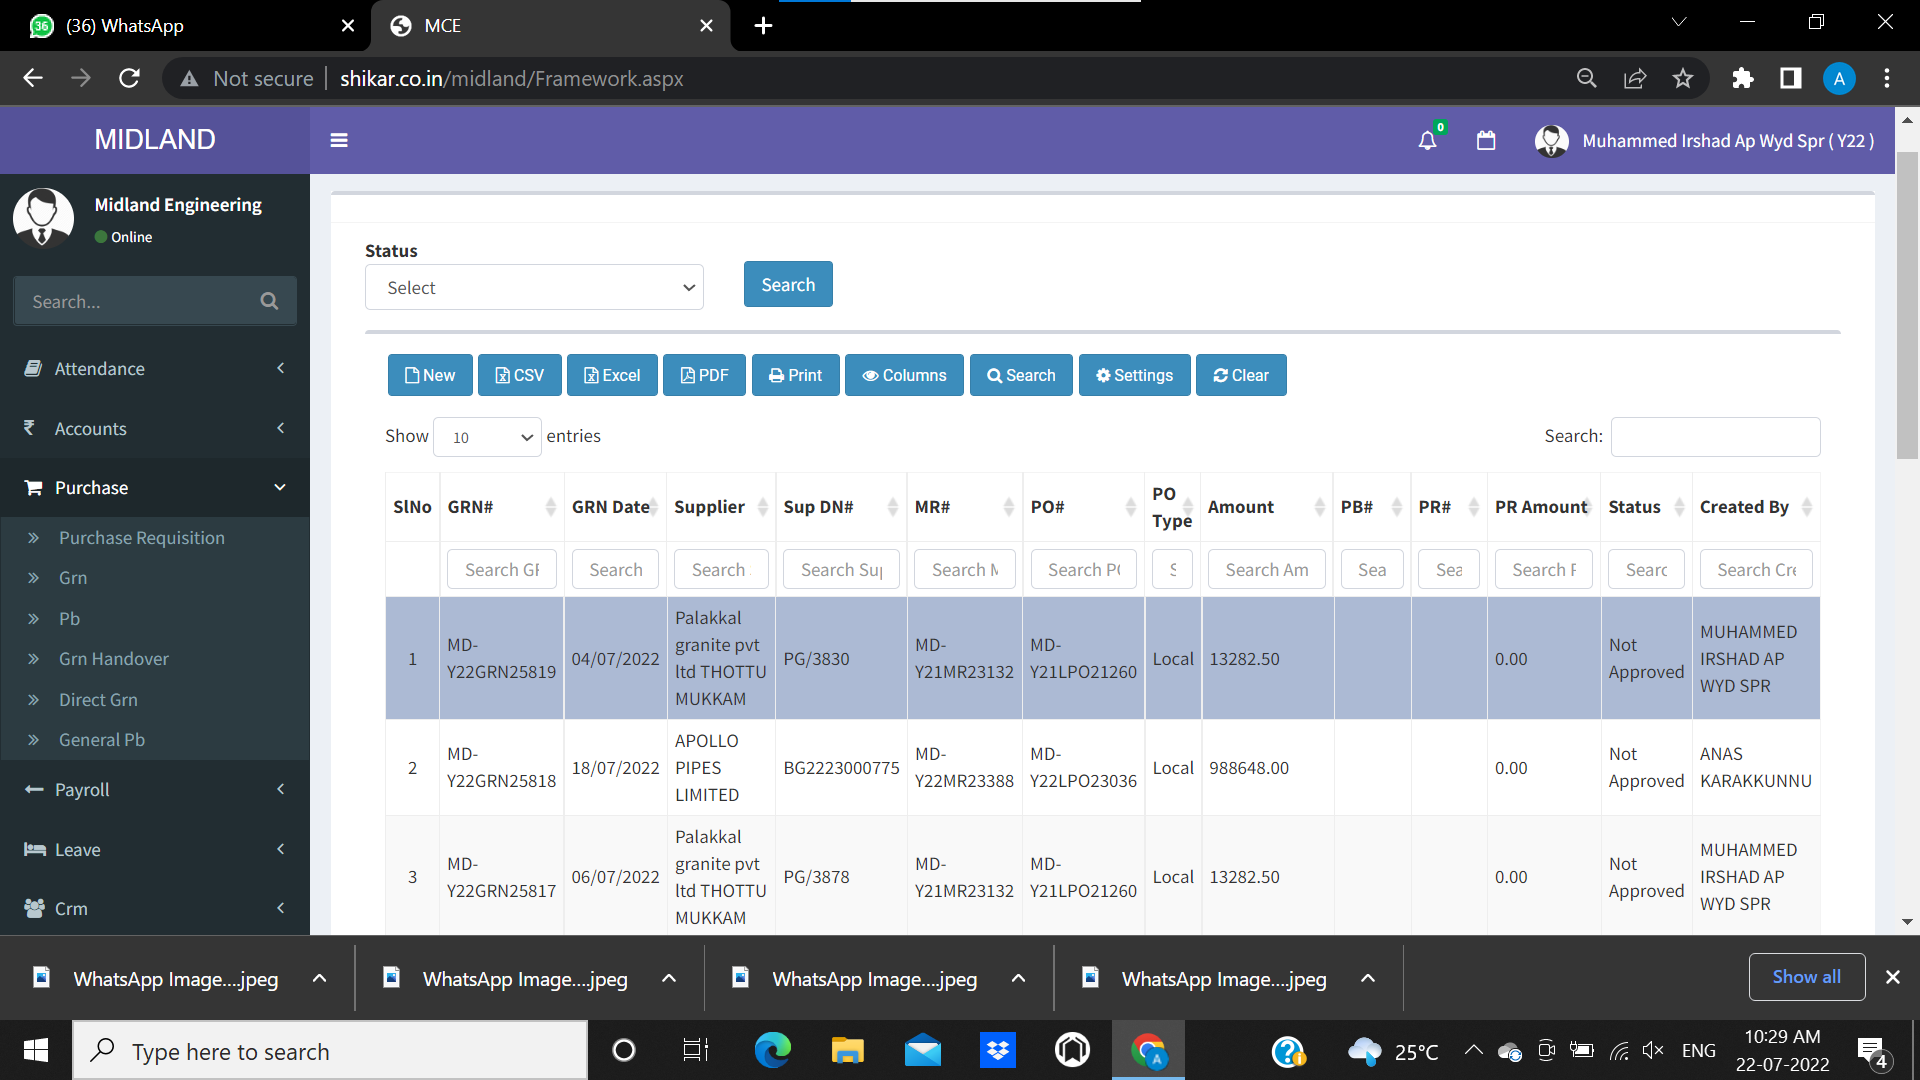 (36) WhatsApp
MCE
Not secure
shikar.co.in/midland/Framework.aspx
A
MIDLAND
0
Muhammed Irshad Ap Wyd Spr ( Y22 )
Midland Engineering
Online
Search...
Attendance
Accounts
Purchase
Purchase Requisition
Grn
Pb
Grn Handover
Direct Grn
General Pb
Payroll
Leave
Crm
Status
Select
Search
New
CSV
Excel
PDF
Print
Columns
Search
Settings
Clear
Show 10 entries
Search:
SlNo GRN# GRN Date Supplier Sup DN# MR# PO# PO Type Amount PB# PR# PR Amount Status Created By
Search GF Search Search Search Sup Search M Search PO S Search Am Sea Sea Search F Searc Search Cre
1 MD-Y22GRN25819 04/07/2022 Palakkal granite pvt ltd THOTTU MUKKAM PG/3830 MD-Y21MR23132 MD-Y21LPO21260 Local 13282.50 0.00 Not Approved MUHAMMED IRSHAD AP WYD SPR
2 MD-Y22GRN25818 18/07/2022 APOLLO PIPES LIMITED BG2223000775 MD-Y22MR23388 MD-Y22LPO23036 Local 988648.00 0.00 Not Approved ANAS KARAKKUNNU
3 MD-Y22GRN25817 06/07/2022 Palakkal granite pvt ltd THOTTU MUKKAM PG/3878 MD-Y21MR23132 MD-Y21LPO21260 Local 13282.50 0.00 Not Approved MUHAMMED IRSHAD AP WYD SPR
WhatsApp Image....jpeg
WhatsApp Image....jpeg
WhatsApp Image....jpeg
WhatsApp Image....jpeg
Show all
Type here to search
25°C
ENG
10:29 AM
22-07-2022
4